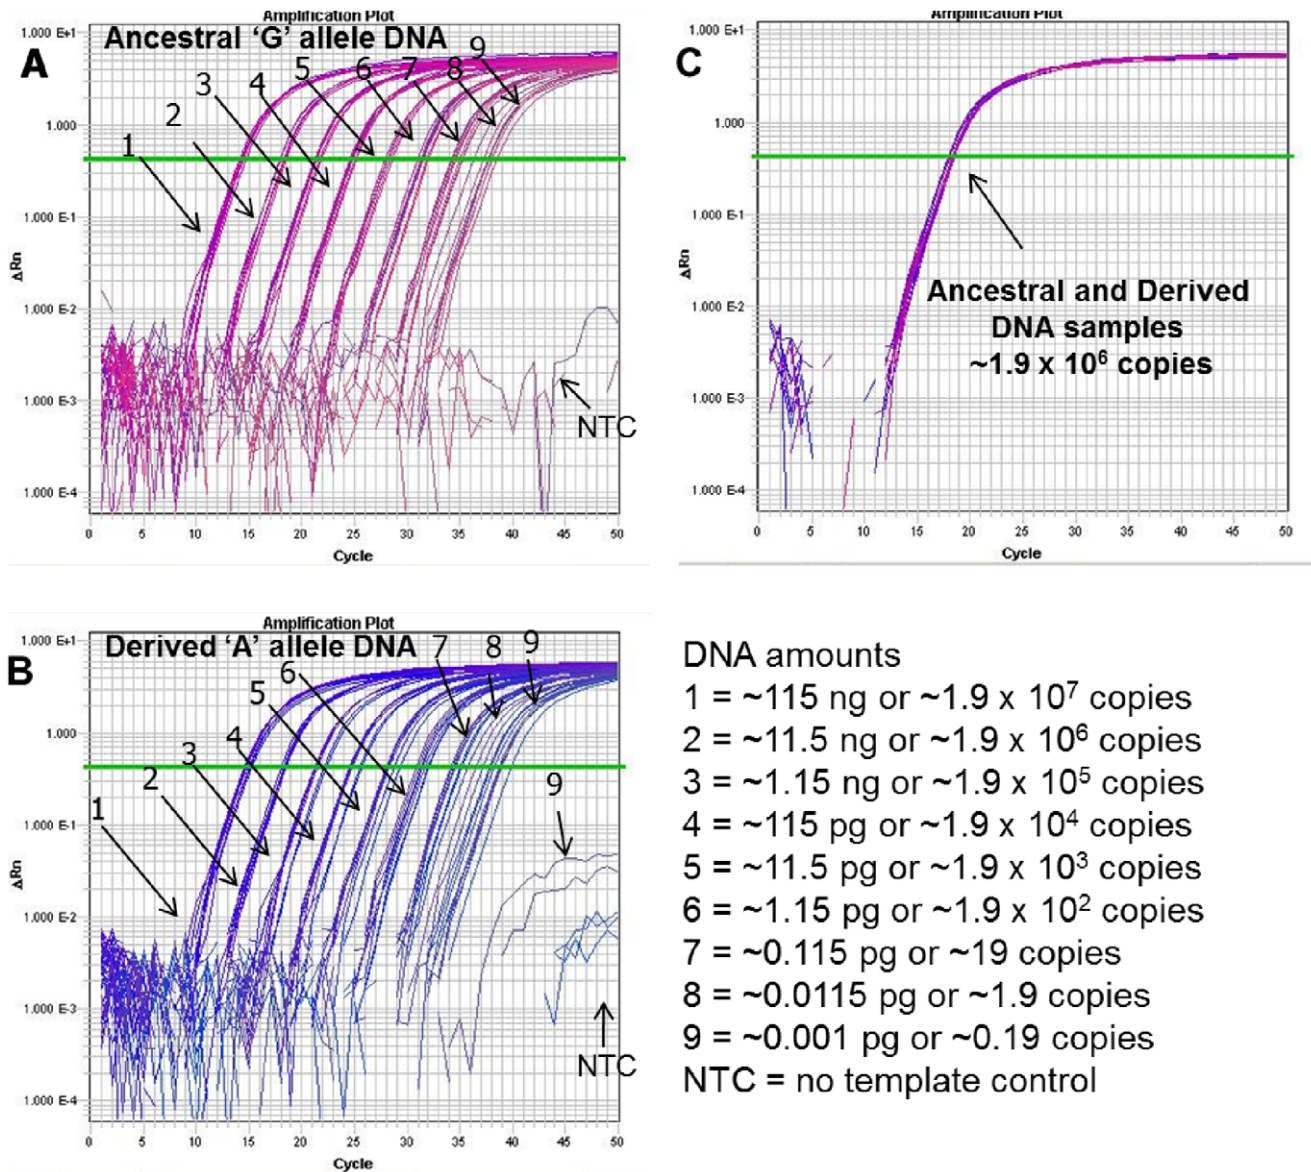 Amplification Plot
A
Ancestral 'G' allele DNA
1.000 E+1
1.000
1.000 E-1
1.000 E-2
1.000 E-3
1.000 E-4
ΔRn
1
2
3
4
5
6
7
8
9
NTC
0 5 10 15 20 25 30 35 40 45 50
Cycle
Amplification Plot
C
1.000 E+1
1.000
1.000 E-1
1.000 E-2
1.000 E-3
1.000 E-4
ΔRn
Ancestral and Derived
DNA samples
~1.9 x 10⁶ copies
0 5 10 15 20 25 30 35 40 45 50
Cycle
Amplification Plot
B
Derived 'A' allele DNA
1.000 E+1
1.000
1.000 E-1
1.000 E-2
1.000 E-3
1.000 E-4
ΔRn
1
2
3
4
5
6
7
8
9
9
NTC
0 5 10 15 20 25 30 35 40 45 50
Cycle
DNA amounts
1 = ~115 ng or ~1.9 x 10⁷ copies
2 = ~11.5 ng or ~1.9 x 10⁶ copies
3 = ~1.15 ng or ~1.9 x 10⁵ copies
4 = ~115 pg or ~1.9 x 10⁴ copies
5 = ~11.5 pg or ~1.9 x 10³ copies
6 = ~1.15 pg or ~1.9 x 10² copies
7 = ~0.115 pg or ~19 copies
8 = ~0.0115 pg or ~1.9 copies
9 = ~0.001 pg or ~0.19 copies
NTC = no template control